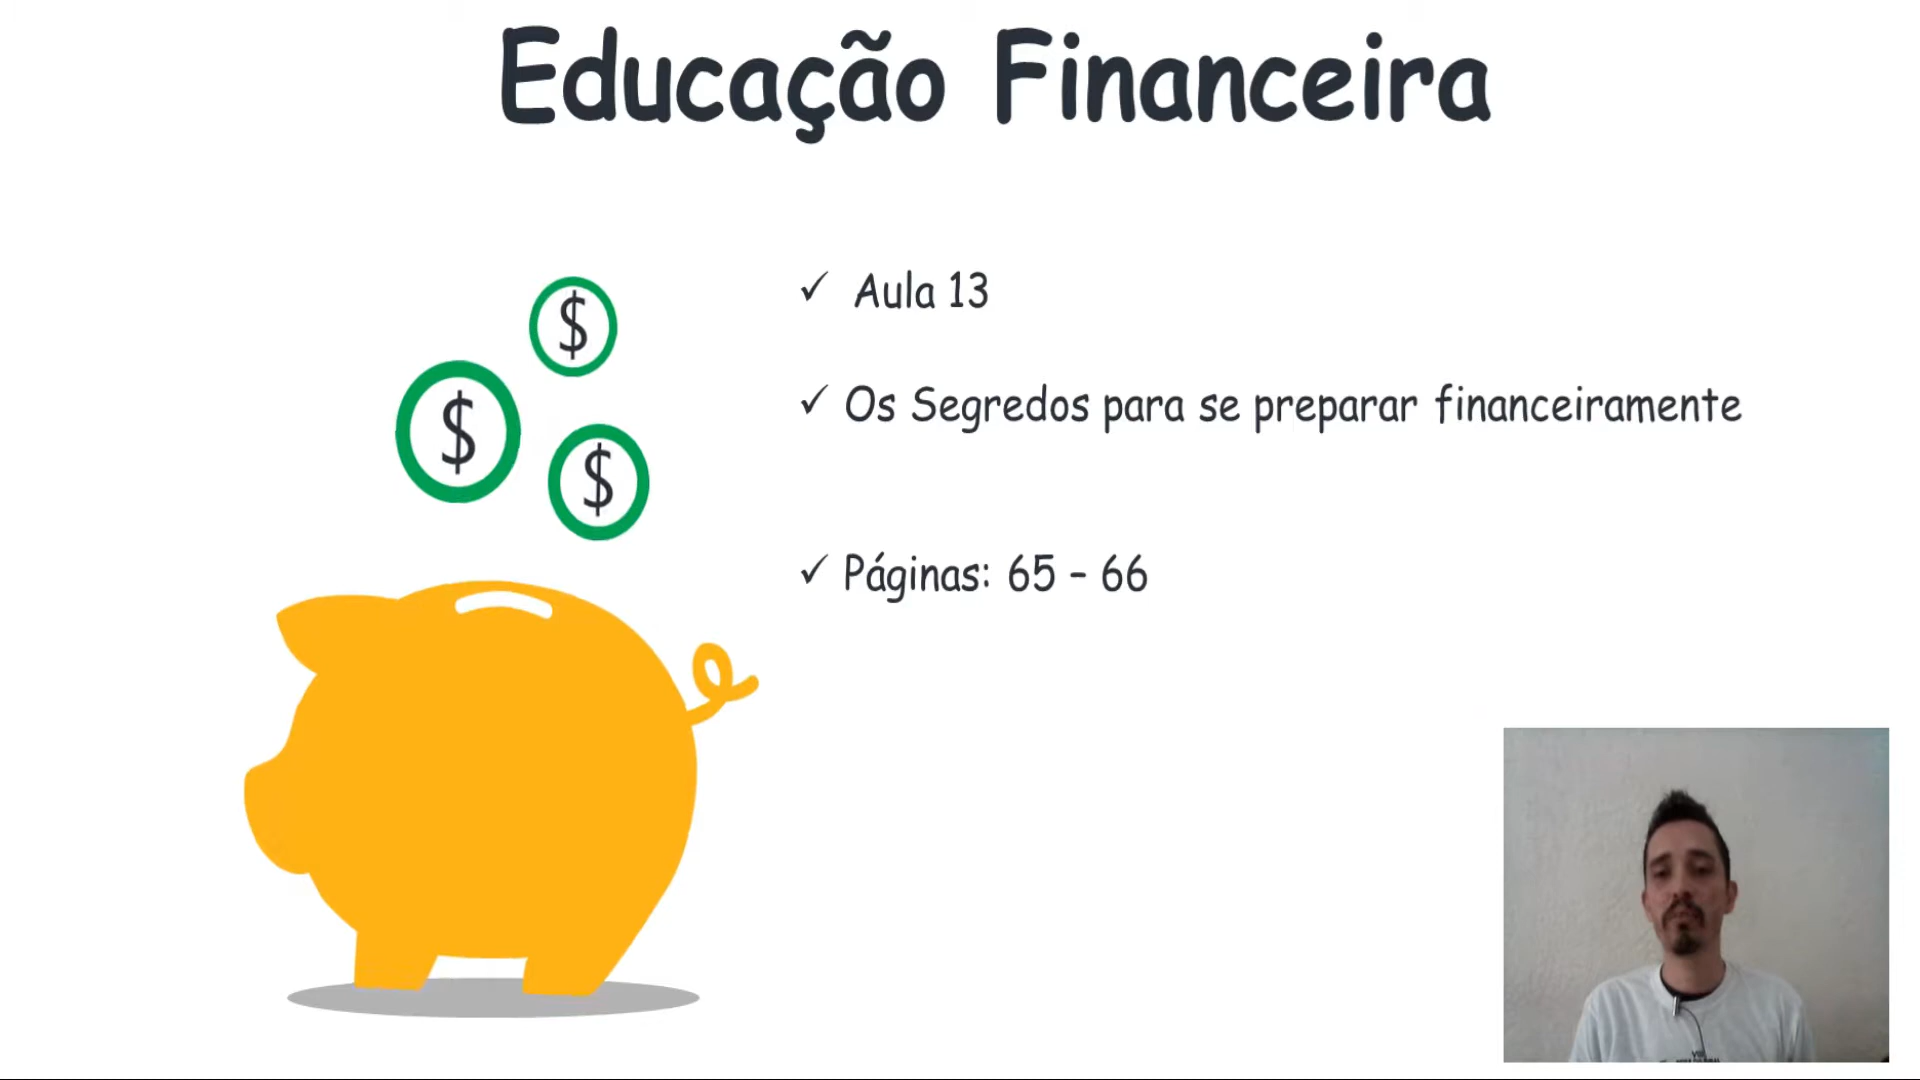 Educação Financeira
Aula 13
Os Segredos para se preparar financeiramente
Páginas: 65 - 66
$
$
$